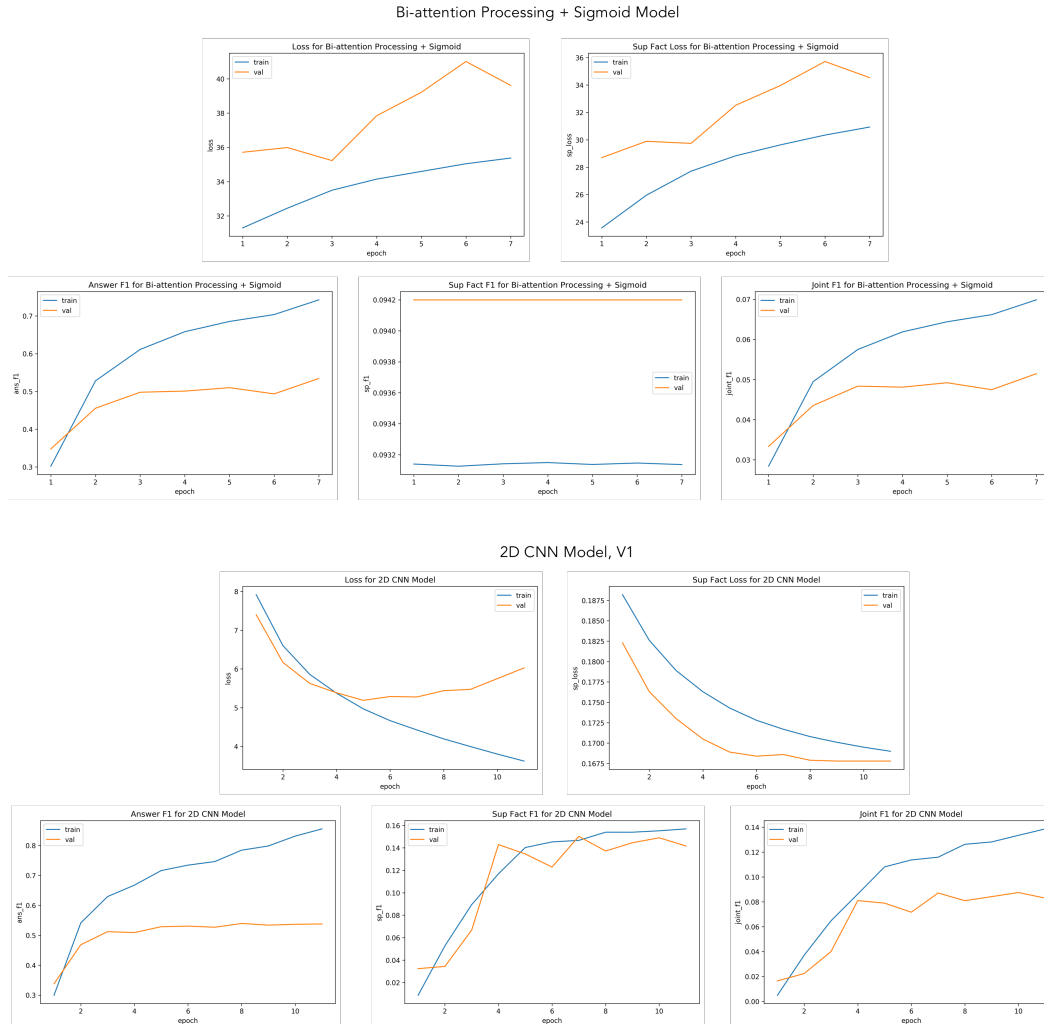 Bi-attention Processing + Sigmoid Model
Loss for Bi-attention Processing + Sigmoid
train
val
40
38
36
34
32
loss
1 2 3 4 5 6 7
epoch
Sup Fact Loss for Bi-attention Processing + Sigmoid
train
val
36
34
32
30
28
26
24
sp_loss
1 2 3 4 5 6 7
epoch
Answer F1 for Bi-attention Processing + Sigmoid
train
val
0.7
0.6
0.5
0.4
0.3
ans_f1
1 2 3 4 5 6 7
epoch
Sup Fact F1 for Bi-attention Processing + Sigmoid
train
val
0.0942
0.0940
0.0938
0.0936
0.0934
0.0932
sp_f1
1 2 3 4 5 6 7
epoch
Joint F1 for Bi-attention Processing + Sigmoid
train
val
0.07
0.06
0.05
0.04
0.03
joint_f1
1 2 3 4 5 6 7
epoch
2D CNN Model, V1
Loss for 2D CNN Model
train
val
8
7
6
5
4
loss
2 4 6 8 10
epoch
Sup Fact Loss for 2D CNN Model
train
val
0.1875
0.1850
0.1825
0.1800
0.1775
0.1750
0.1725
0.1700
0.1675
sp_loss
2 4 6 8 10
epoch
Answer F1 for 2D CNN Model
train
val
0.8
0.7
0.6
0.5
0.4
0.3
ans_f1
2 4 6 8 10
epoch
Sup Fact F1 for 2D CNN Model
train
val
0.16
0.14
0.12
0.10
0.08
0.06
0.04
0.02
sp_f1
2 4 6 8 10
epoch
Joint F1 for 2D CNN Model
train
val
0.14
0.12
0.10
0.08
0.06
0.04
0.02
0.00
joint_f1
2 4 6 8 10
epoch